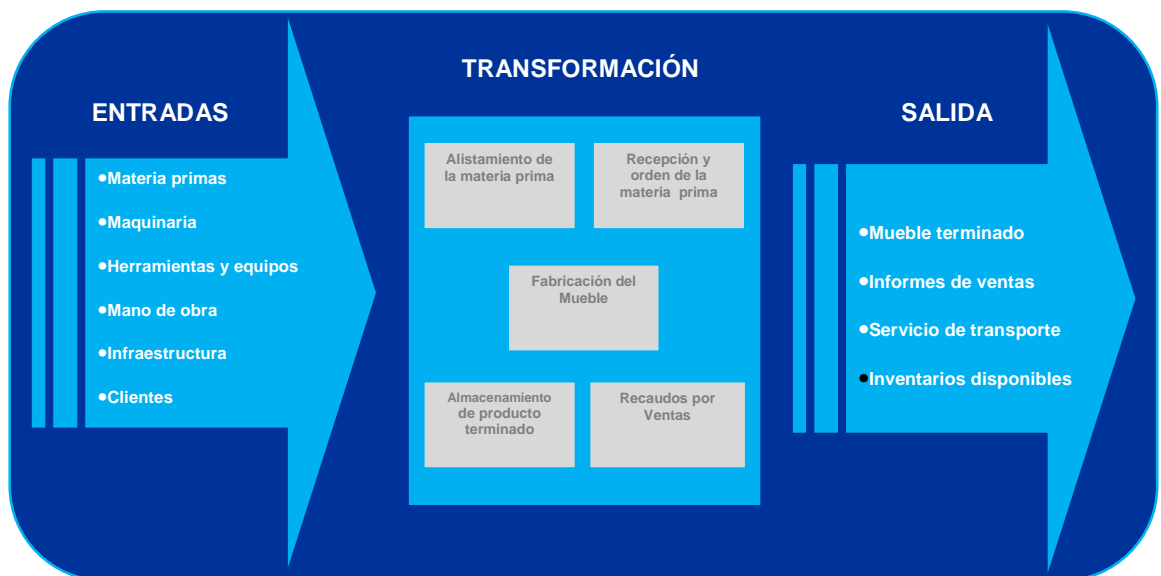 ENTRADAS
•Materia primas
•Maquinaria
•Herramientas y equipos
•Mano de obra
•Infraestructura
•Clientes
TRANSFORMACIÓN
Alistamiento de
la materia prima
Recepción y
orden de la
materia prima
Fabricación del
Mueble
Almacenamiento
de producto
terminado
Recaudos por
Ventas
SALIDA
•Mueble terminado
•Informes de ventas
•Servicio de transporte
•Inventarios disponibles